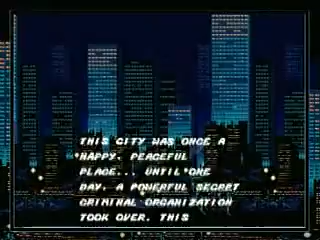 THIS CITY WAS ONCE A
HAPPY, PEACEFUL
PLACE... UNTIL ONE
DAY, A POWERFUL SECRET
CRIMINAL ORGANIZATION
TOOK OVER. THIS